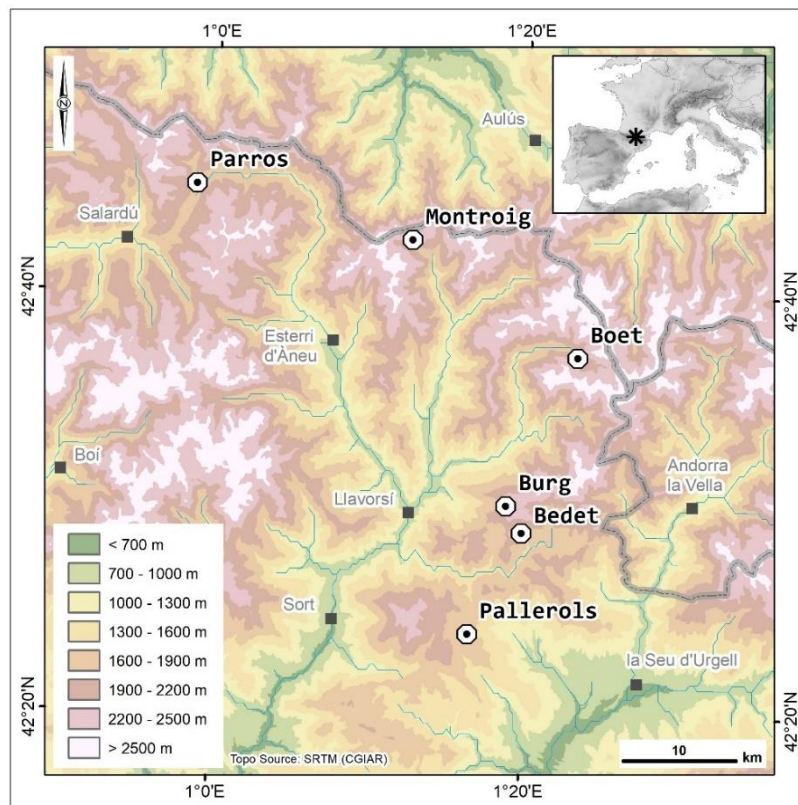 1°0'E
1°20'E
N
Aulús
Parros
Salardú
Montroig
42°40'N
42°40'N
Esterri
d'Àneu
Boet
Boí
Burg
Andorra
la Vella
Llavorsí
Bedet
< 700 m
700 - 1000 m
1000 - 1300 m
1300 - 1600 m
1600 - 1900 m
1900 - 2200 m
2200 - 2500 m
> 2500 m
Sort
Pallerols
la Seu d'Urgell
42°20'N
42°20'N
Topo Source: SRTM (CGIAR)
10
km
1°0'E
1°20'E